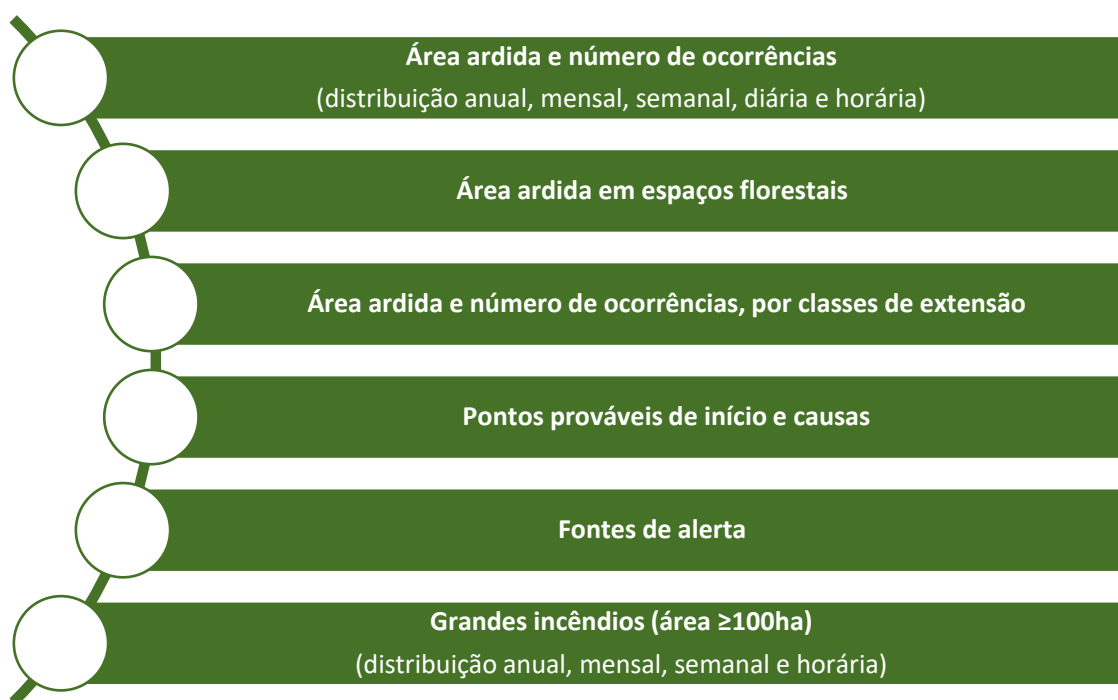 Área ardida e número de ocorrências
(distribuição anual, mensal, semanal, diária e horária)
Área ardida em espaços florestais
Área ardida e número de ocorrências, por classes de extensão
Pontos prováveis de início e causas
Fontes de alerta
Grandes incêndios (área ≥100ha)
(distribuição anual, mensal, semanal e horária)